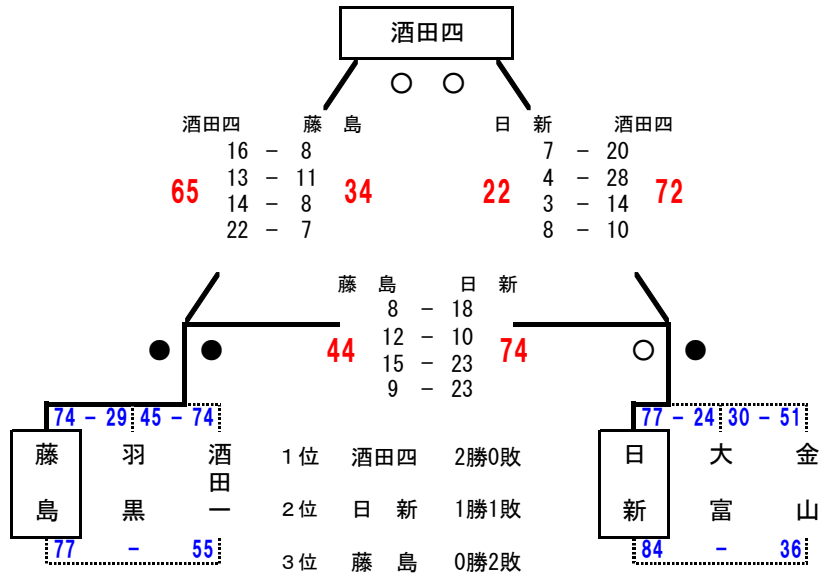 酒田四
○ ○
酒田四 藤 島
16 － 8
13 － 11
14 － 8
22 － 7
65 34
日 新 酒田四
7 － 20
4 － 28
3 － 14
8 － 10
22 72
藤 島 日 新
8 － 18
12 － 10
15 － 23
9 － 23
44 74
● ●
○ ●
74 － 29 45 － 74
77 － 24 30 － 51
藤島 羽黒 酒田一
日新 大富 金山
77 － 55
84 － 36
１位 酒田四 2勝0敗
２位 日 新 1勝1敗
３位 藤 島 0勝2敗